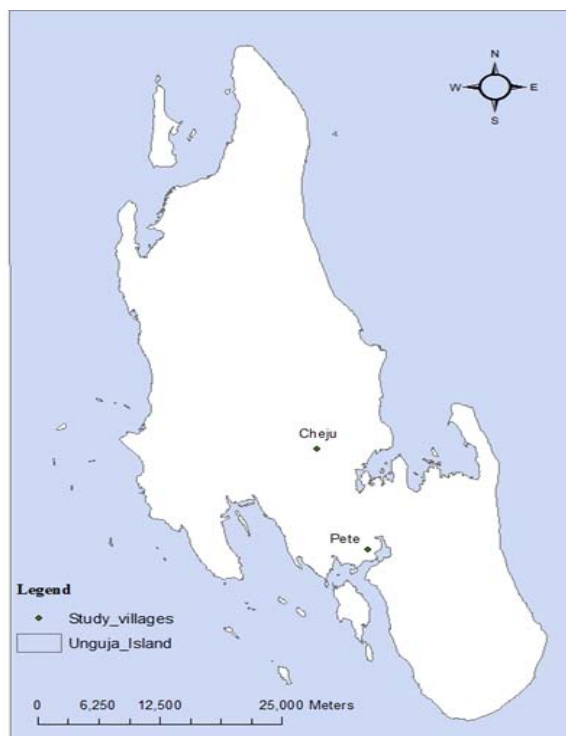 N
W E
S
Cheju
Pete
Legend
Study_villages
Unguja_Island
0 6,250 12,500 25,000 Meters